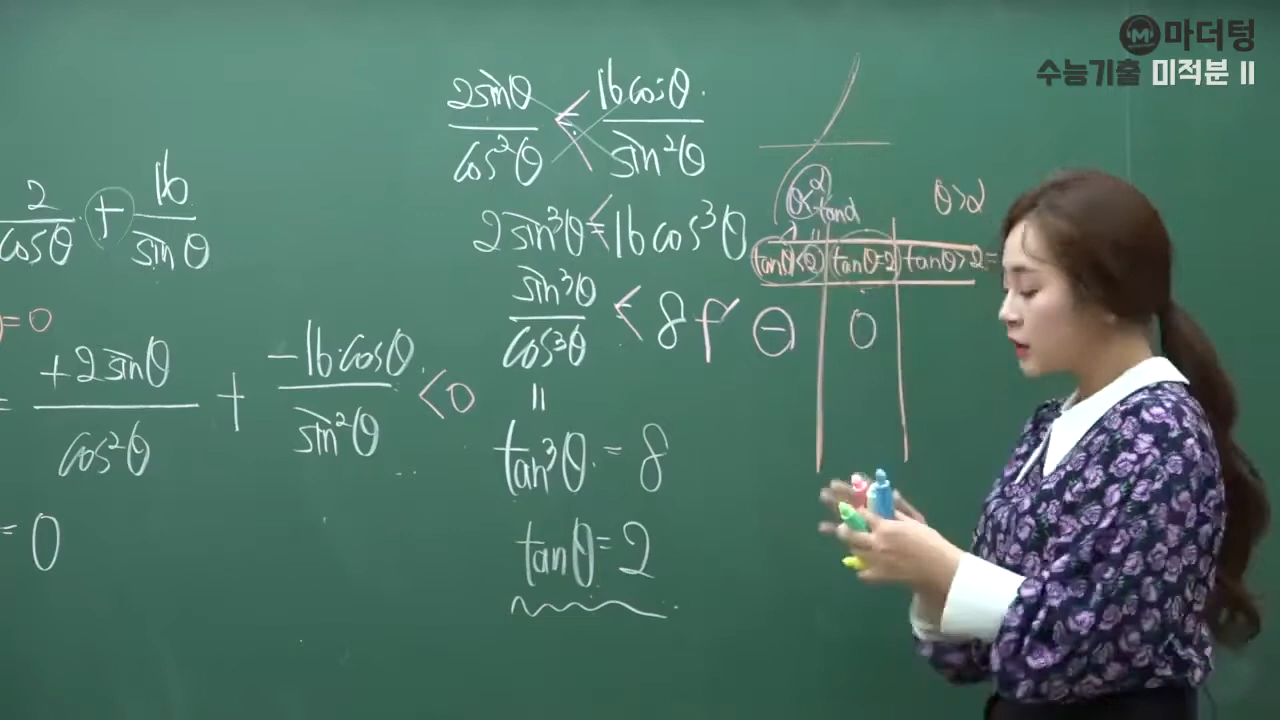 마더텅
수능기출 미적분 II
2/cosθ + 16/sinθ
= 0
= +2sinθ/cos²θ + -16cosθ/sin²θ < 0
= 0
2sinθ/cos²θ < 16cosθ/sin²θ
2sin³θ ≤ 16cos³θ
sin³θ/cos³θ ≤ 8 f'
=
tan³θ = 8
tanθ = 2
θ<α tanα θ>α
tanθ<2 tanθ=2 tanθ>2 =
⊖ 0